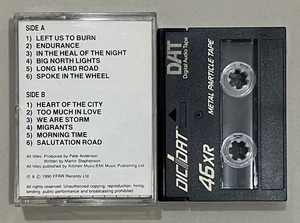 SIDE A
1) LEFT US TO BURN
2) ENDURANCE
3) IN THE HEAL OF THE NIGHT
4) BIG NORTH LIGHTS
5) LONG HARD ROAD
6) SPOKE IN THE WHEEL
SIDE B
1) HEART OF THE CITY
2) TOO MUCH IN LOVE
3) WE ARE STORM
4) MIGRANTS
5) MORNING TIME
6) SALUTATION ROAD
All titles: Produced by Pete Anderson.
Written by Martin Stephenson.
All titles published by Kitchen Music/EMI Music Publishing Ltd.
℗ & © 1990 FFRR Records Ltd
All rights reserved. Unauthorized copying, reproduction, hiring, lending, public performance and broadcasting prohibited.
DAT
Digital Audio Tape
METAL PARTICLE TAPE
DIC//DAT
46XR